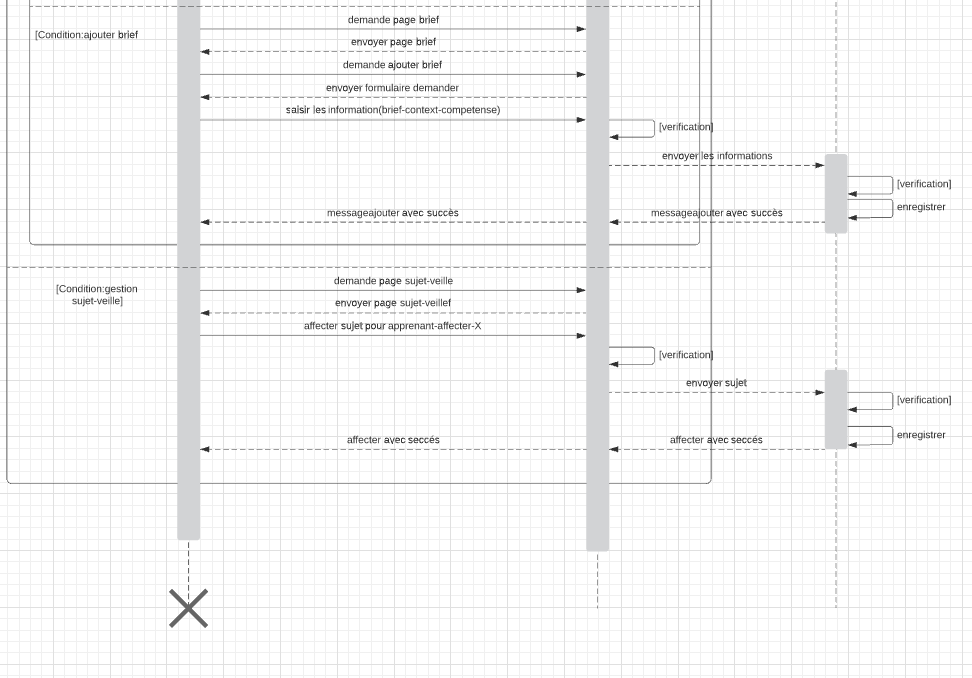 demande page brief
[Condition:ajouter brief
envoyer page brief
demande ajouter brief
envoyer formulaire demander
saisir les information(brief-context-competense)
[verification]
envoyer les informations
[verification]
enregistrer
messageajouter avec succès
messageajouter avec succès
demande page sujet-veille
[Condition:gestion
sujet-veille]
envoyer page sujet-veillef
affecter sujet pour apprenant-affecter-X
[verification]
envoyer sujet
[verification]
enregistrer
affecter avec seccés
affecter avec seccés